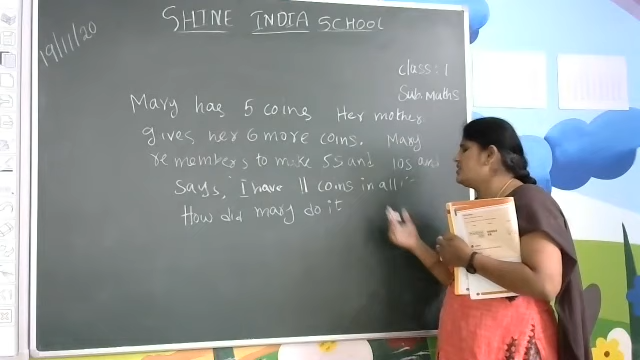 19/11/20
SHINE INDIA SCHOOL
class: 1
Sub: Maths
Mary has 5 coins Her mother
gives her 6 more coins. Mary
remembers to make 5s and 10s and
says, "I have 11 coins in all"
How did mary do it